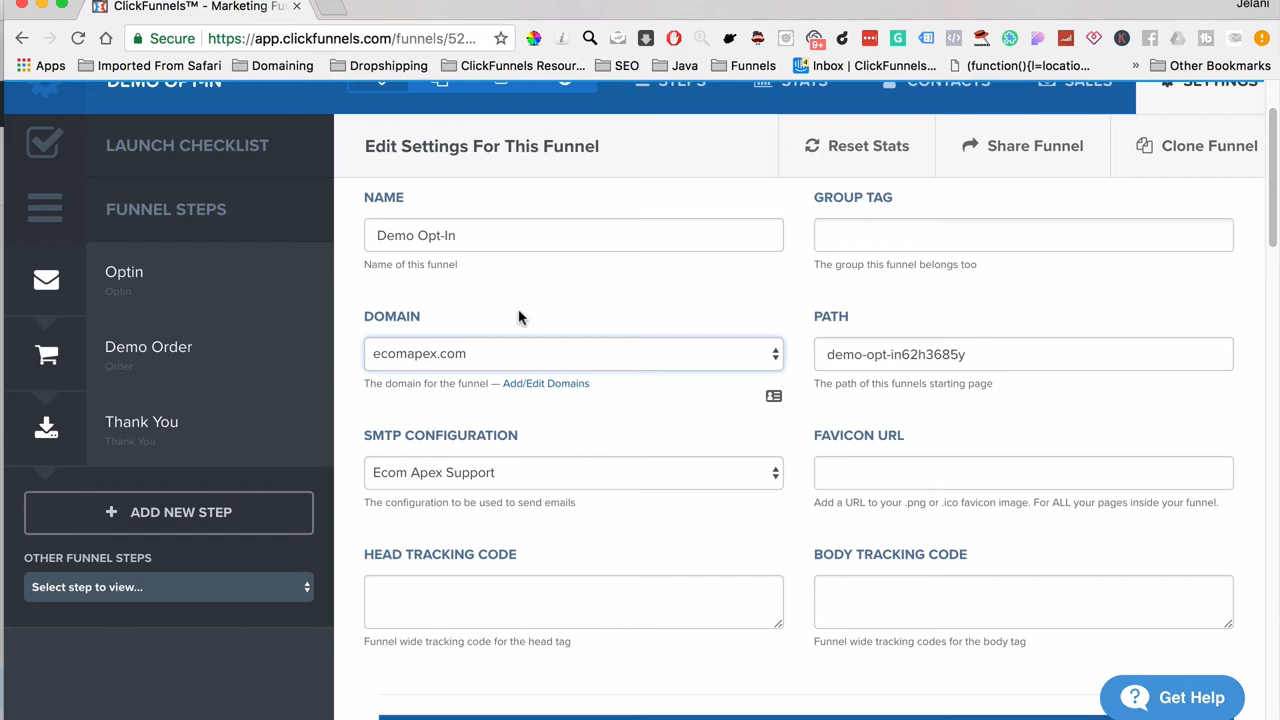 ClickFunnels™ - Marketing Fu
Jelani
Secure https://app.clickfunnels.com/funnels/52...
9+
Apps Imported From Safari Domaining Dropshipping ClickFunnels Resour... SEO Java Funnels Inbox | ClickFunnels... (function(){l=locatio... » Other Bookmarks
DEMO OPT-IN STEPS STATS CONTACTS SALES SETTINGS
LAUNCH CHECKLIST
FUNNEL STEPS
Optin
Optin
Demo Order
Order
Thank You
Thank You
+ ADD NEW STEP
OTHER FUNNEL STEPS
Select step to view...
Edit Settings For This Funnel
Reset Stats
Share Funnel
Clone Funnel
NAME
Demo Opt-In
Name of this funnel
GROUP TAG
The group this funnel belongs too
DOMAIN
ecomapex.com
The domain for the funnel — Add/Edit Domains
PATH
demo-opt-in62h3685y
The path of this funnels starting page
SMTP CONFIGURATION
Ecom Apex Support
The configuration to be used to send emails
FAVICON URL
Add a URL to your .png or .ico favicon image. For ALL your pages inside your funnel.
HEAD TRACKING CODE
Funnel wide tracking code for the head tag
BODY TRACKING CODE
Funnel wide tracking codes for the body tag
Get Help